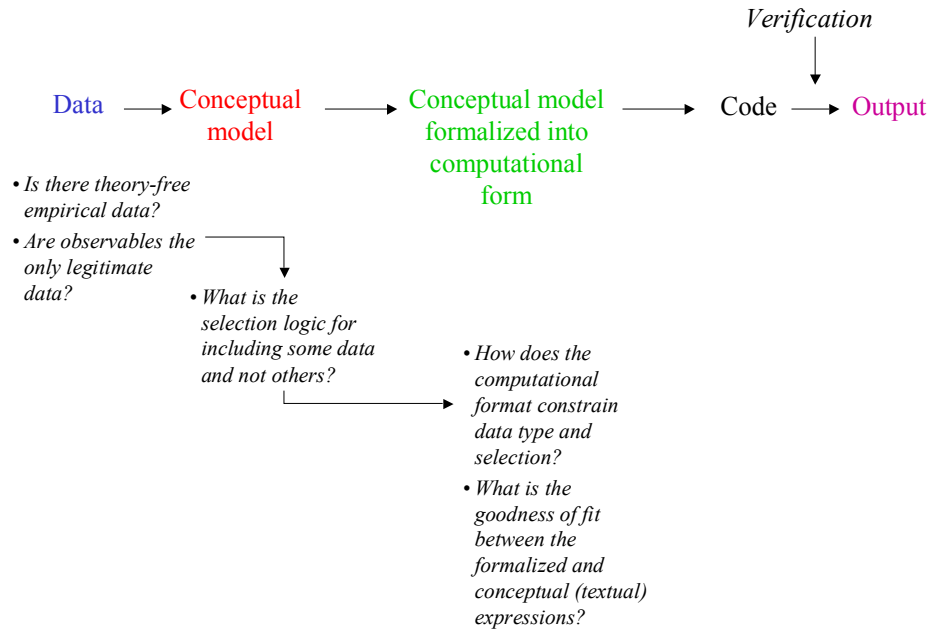 Verification
Data
Conceptual
model
Conceptual model
formalized into
computational
form
Code
Output
• Is there theory-free
empirical data?
• Are observables the
only legitimate
data?
• What is the
selection logic for
including some data
and not others?
• How does the
computational
format constrain
data type and
selection?
• What is the
goodness of fit
between the
formalized and
conceptual (textual)
expressions?